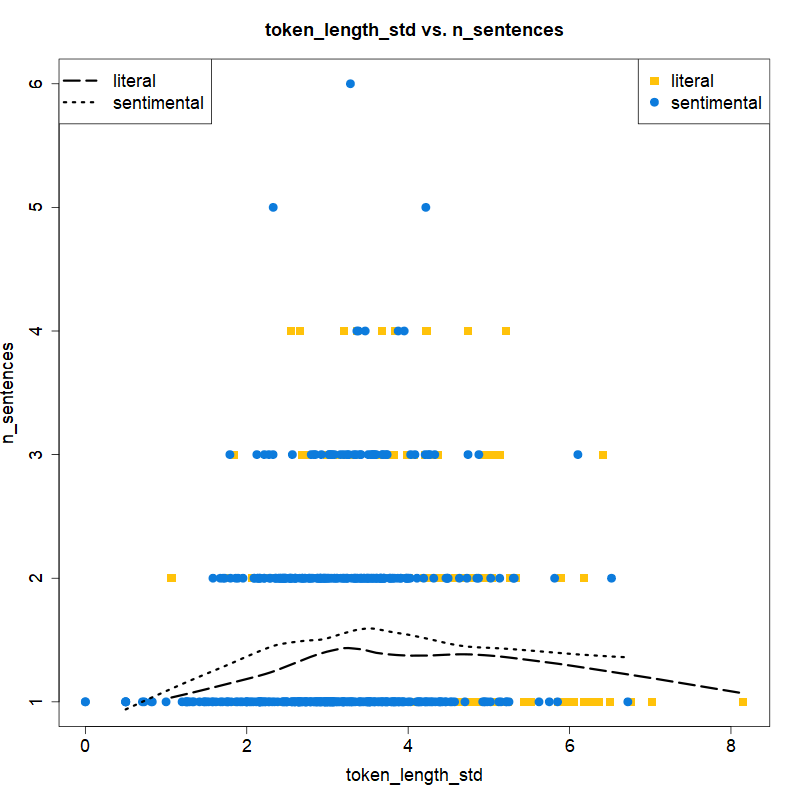 token_length_std vs. n_sentences
literal
sentimental
literal
sentimental
n_sentences
6
5
4
3
2
1
0 2 4 6 8
token_length_std